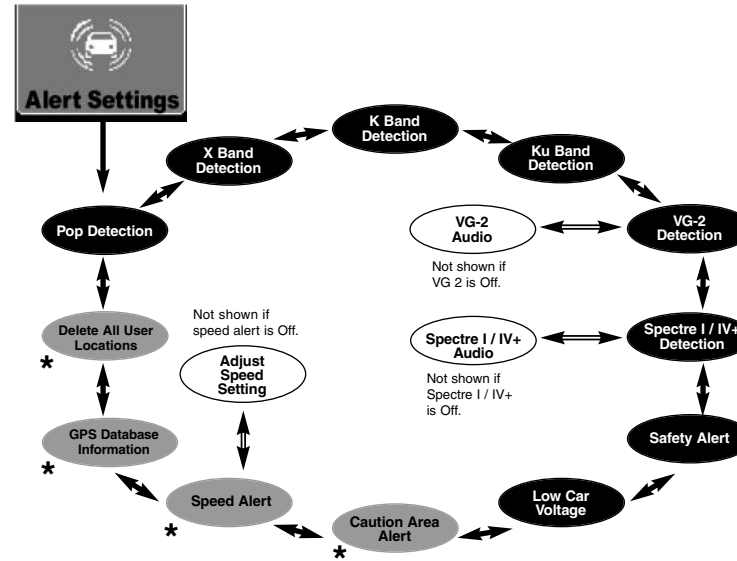 Alert Settings
K Band
Detection
X Band
Detection
Ku Band
Detection
Pop Detection
VG-2
Audio
VG-2
Detection
Not shown if
VG 2 is Off.
Not shown if
speed alert is Off.
Delete All User
Locations
*
Spectre I / IV+
Audio
Spectre I / IV+
Detection
Adjust
Speed
Setting
Not shown if
Spectre I / IV+
is Off.
GPS Database
Information
*
Safety Alert
Speed Alert
*
Low Car
Voltage
Caution Area
Alert
*